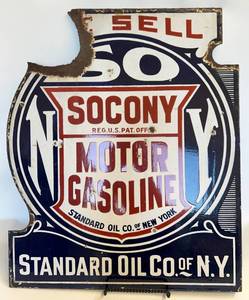 SELL
SO
N Y
SOCONY
REG. U.S. PAT. OFF.
MOTOR
GASOLINE
STANDARD OIL CO. OF NEW YORK
STANDARD OIL CO. OF N.Y.